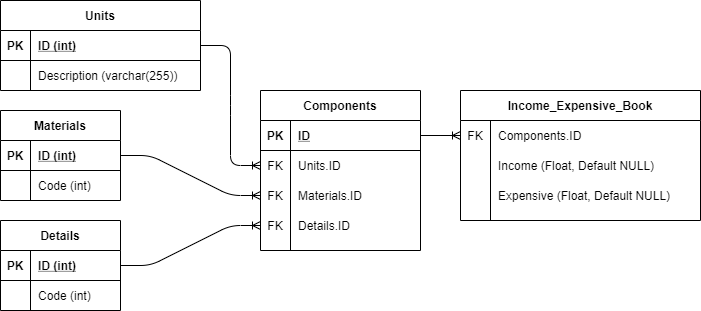 Units
PK ID (int)
Description (varchar(255))
Materials
PK ID (int)
Code (int)
Details
PK ID (int)
Code (int)
Components
PK ID
FK Units.ID
FK Materials.ID
FK Details.ID
Income_Expensive_Book
FK Components.ID
Income (Float, Default NULL)
Expensive (Float, Default NULL)